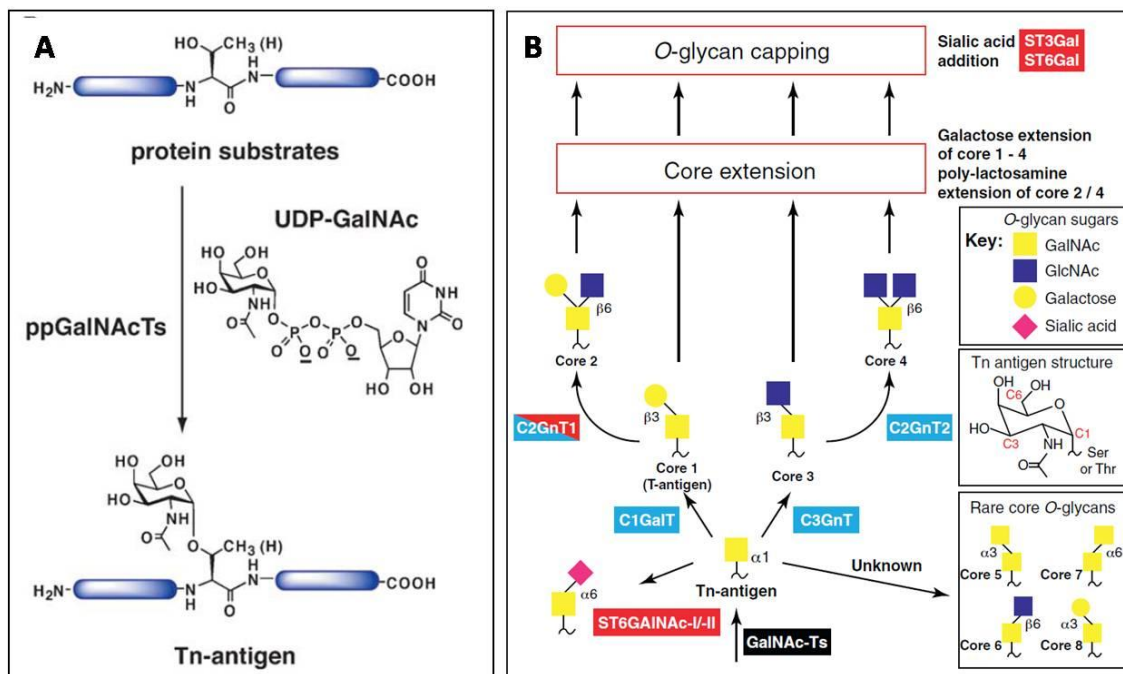 A
HO
CH₃ (H)
H₂N
N
H
O
H
N
COOH
protein substrates
UDP-GalNAc
ppGalNAcTs
HO
OH
O
HO
NH
O
O
P
O
P
O
O
O⁻
O
O⁻
O
O
NH
N
O
O
HO
OH
HO
OH
O
HO
NH
O
O
CH₃ (H)
H₂N
N
H
O
H
N
COOH
Tn-antigen
B
O-glycan capping
Sialic acid
addition
ST3Gal
ST6Gal
Core extension
Galactose extension
of core 1 - 4
poly-lactosamine
extension of core 2 / 4
O-glycan sugars
Key:
GalNAc
GlcNAc
Galactose
Sialic acid
β6
Core 2
β6
Core 4
C2GnT1
β3
Core 1
(T-antigen)
β3
Core 3
C2GnT2
Tn antigen structure
OH
C6
OH
O
HO
C3
NH
C1
O
O
Ser
or Thr
C1GalT
C3GnT
α1
Tn-antigen
Unknown
α6
ST6GAlNAc-I/-II
GalNAc-Ts
Rare core O-glycans
α3
Core 5
α6
Core 7
β6
Core 6
α3
Core 8